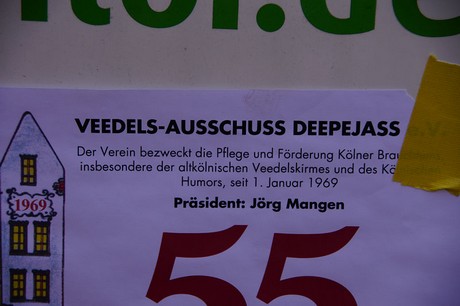 VEEDELS-AUSSCHUSS DEEPEJASS e.V.
Der Verein bezweckt die Pflege und Förderung Kölner
insbesondere der altkölnischen Veedelskirmes und des
Humors, seit 1. Januar 1969
Präsident: Jörg Mangen
1969
55